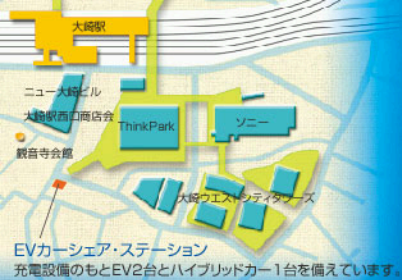 大崎駅
ニュー大崎ビル
大崎駅西口商店会
ThinkPark
ソニー
観音寺会館
大崎ウエストシティタワーズ
EVカーシェア・ステーション
充電設備のもとEV2台とハイブリッドカー1台を備えています。